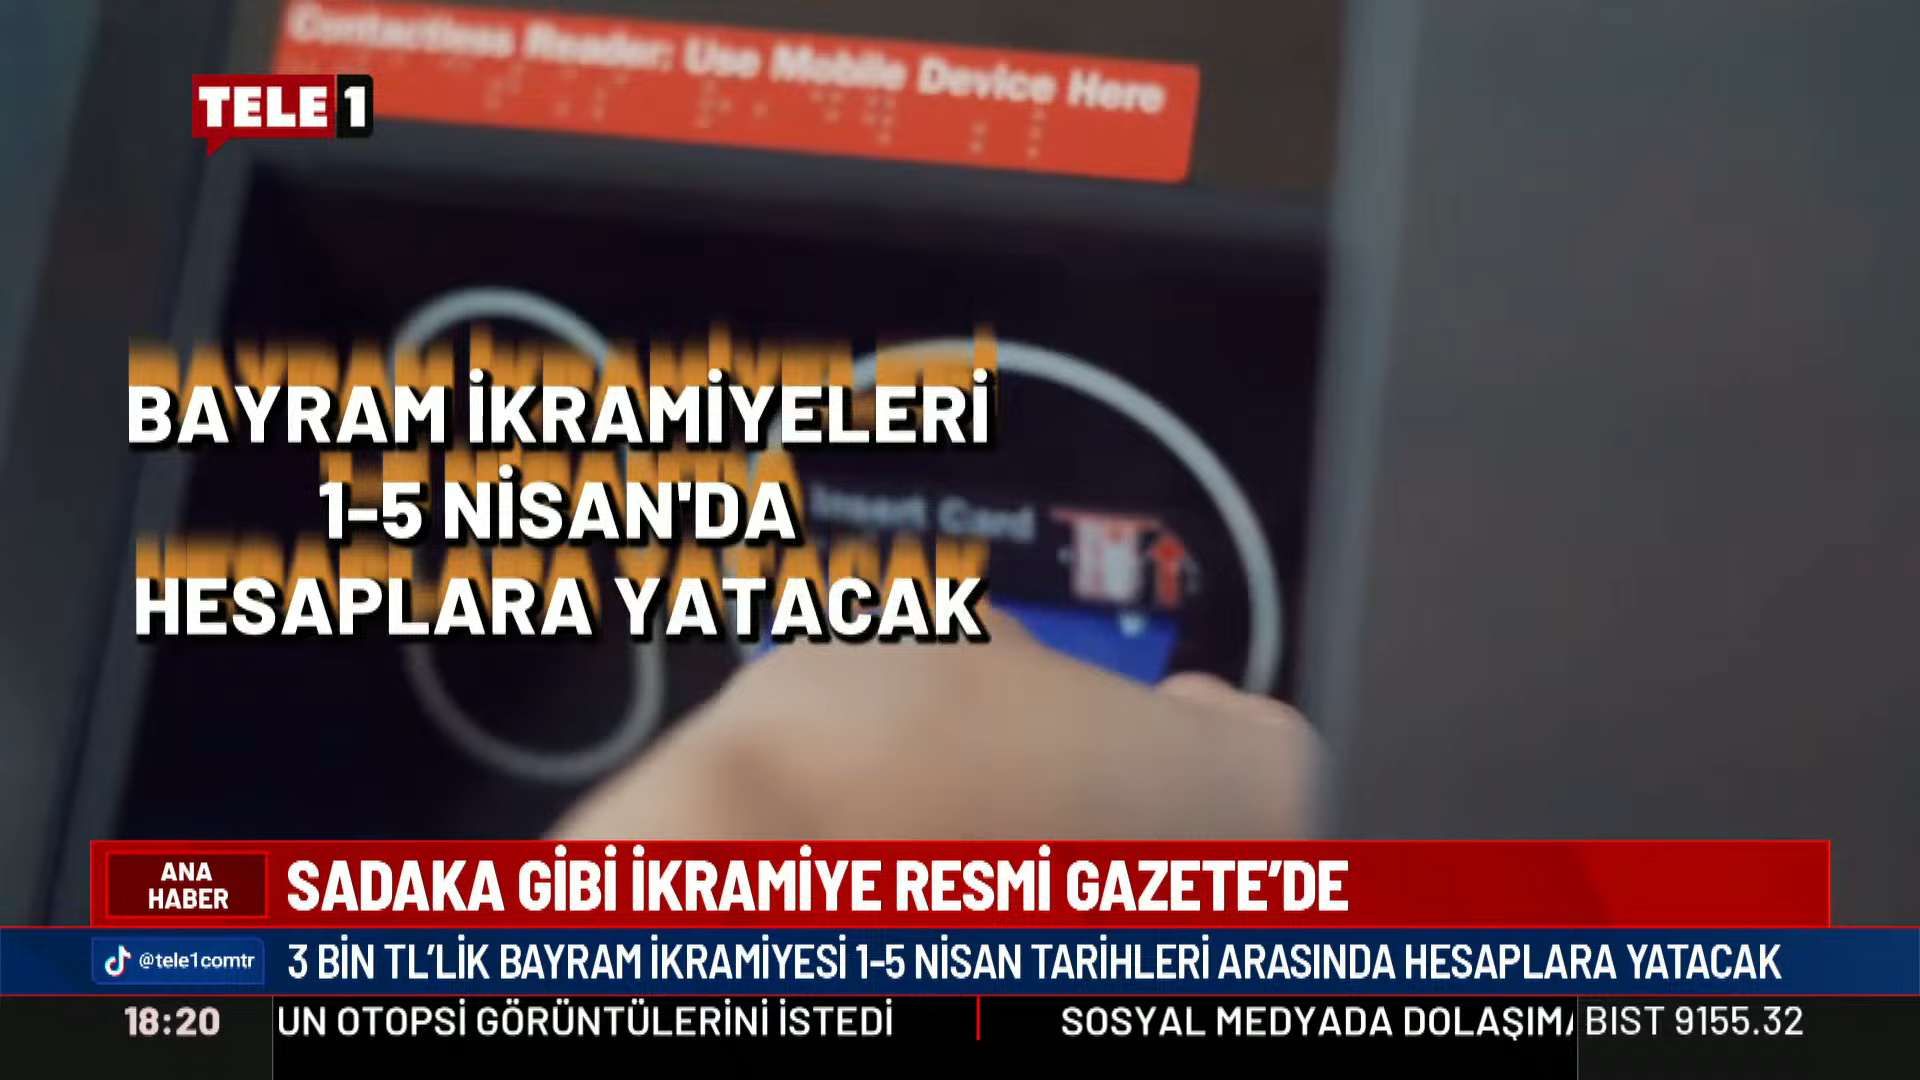 Contactless Reader: Use Mobile Device Here
TELE1
BAYRAM İKRAMİYELERİ
1-5 NİSAN'DA
HESAPLARA YATACAK
Insert Card
ANA HABER
SADAKA GİBİ İKRAMİYE RESMİ GAZETE’DE
@tele1comtr
3 BİN TL’LİK BAYRAM İKRAMİYESİ 1-5 NİSAN TARİHLERİ ARASINDA HESAPLARA YATACAK
18:20
UN OTOPSİ GÖRÜNTÜLERİNİ İSTEDİ
SOSYAL MEDYADA DOLAŞIM
BIST 9155.32